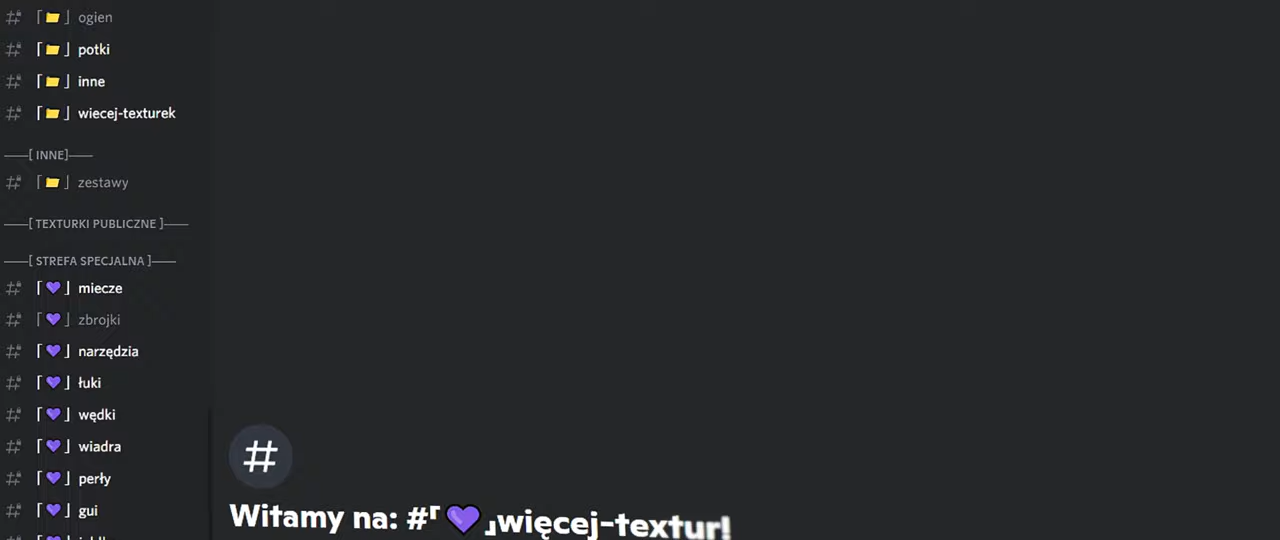 「📁」ogien
「📁」potki
「📁」inne
「📁」wiecej-texturek
——[ INNE]——
「📁」zestawy
——[ TEXTURKI PUBLICZNE ]——
——[ STREFA SPECJALNA ]——
「💜」miecze
「💜」zbrojki
「💜」narzędzia
「💜」łuki
「💜」wędki
「💜」wiadra
「💜」perły
「💜」gui
Witamy na: #「💜」więcej-textur!